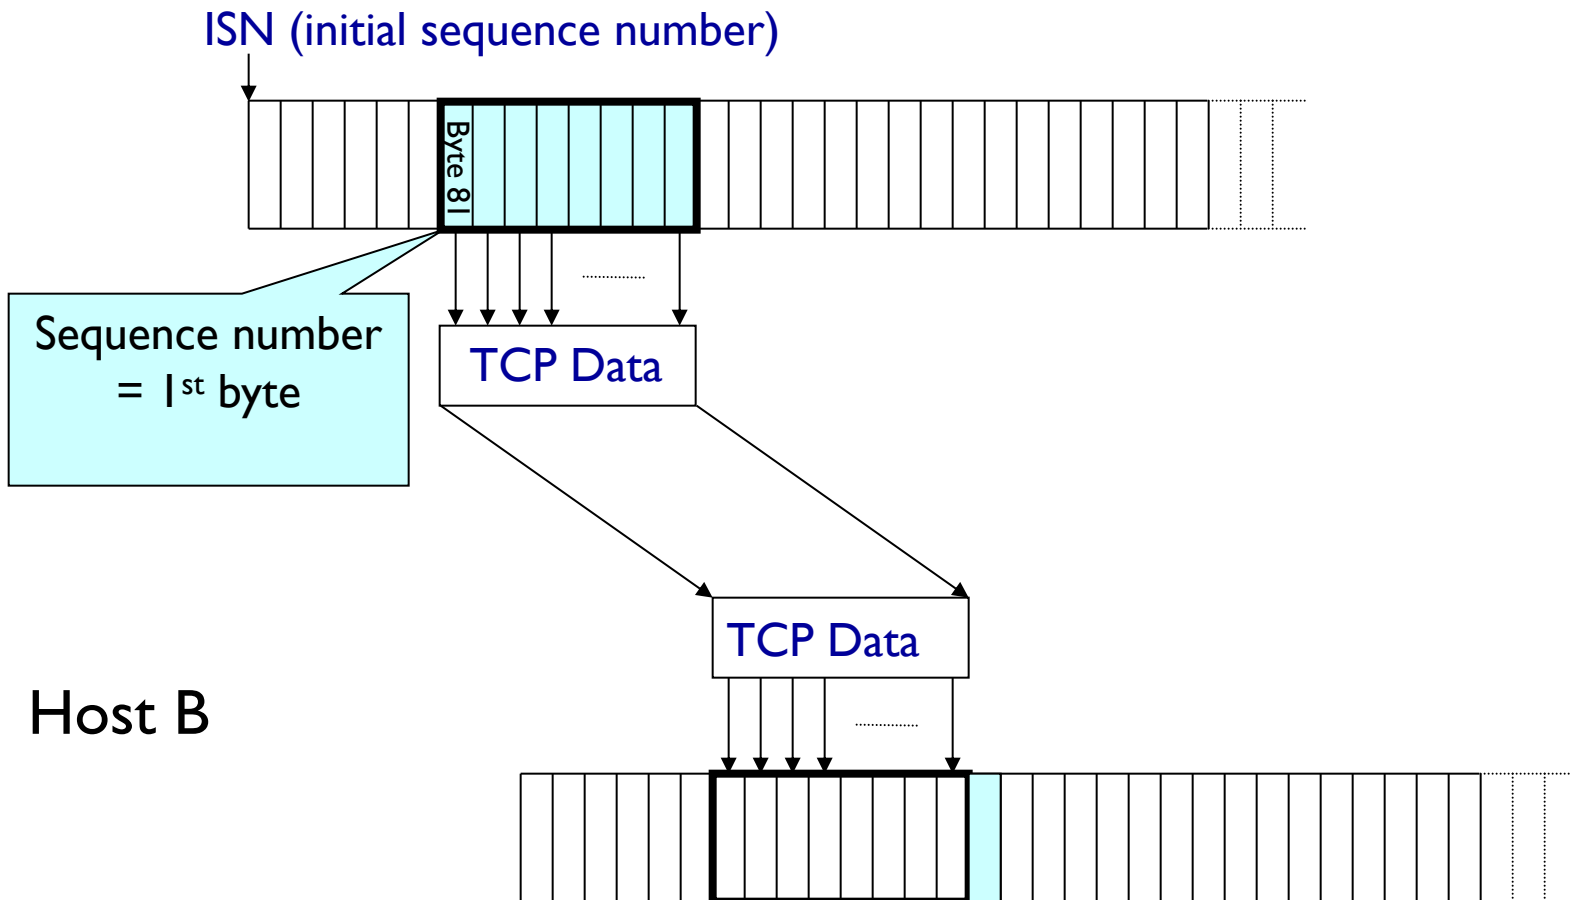 ISN (initial sequence number)
Byte 81
Sequence number
= 1st byte
TCP Data
TCP Data
Host B